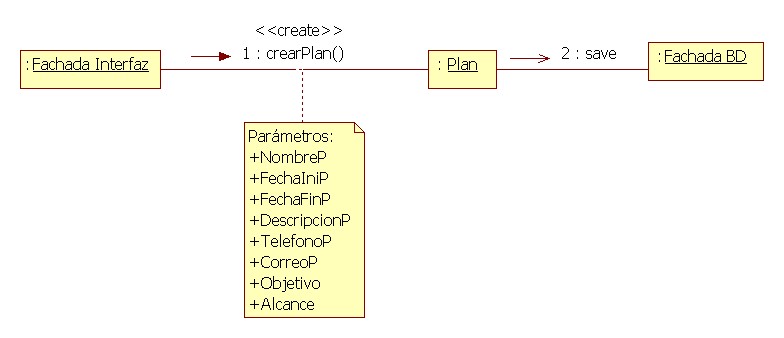 <<create>>
1 : crearPlan()
: Fachada Interfaz
: Plan
2 : save
: Fachada BD
Parámetros:
+NombreP
+FechaIniP
+FechaFinP
+DescripcionP
+TelefonoP
+CorreoP
+Objetivo
+Alcance